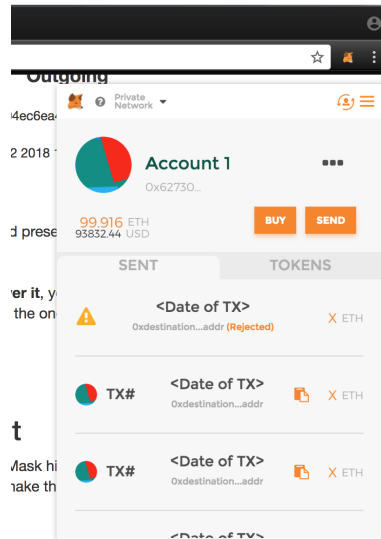 Outgoing
Private
Network
4ec6ea
2 2018
Account 1
0x62730...
99.916 ETH
93832.44 USD
BUY
SEND
d prese
SENT
TOKENS
er it, y
the on
<Date of TX>
0xdestination...addr (Rejected)
X ETH
TX#
<Date of TX>
0xdestination...addr
X ETH
t
Mask hi
make th
TX#
<Date of TX>
0xdestination...addr
X ETH
<Date of TX>